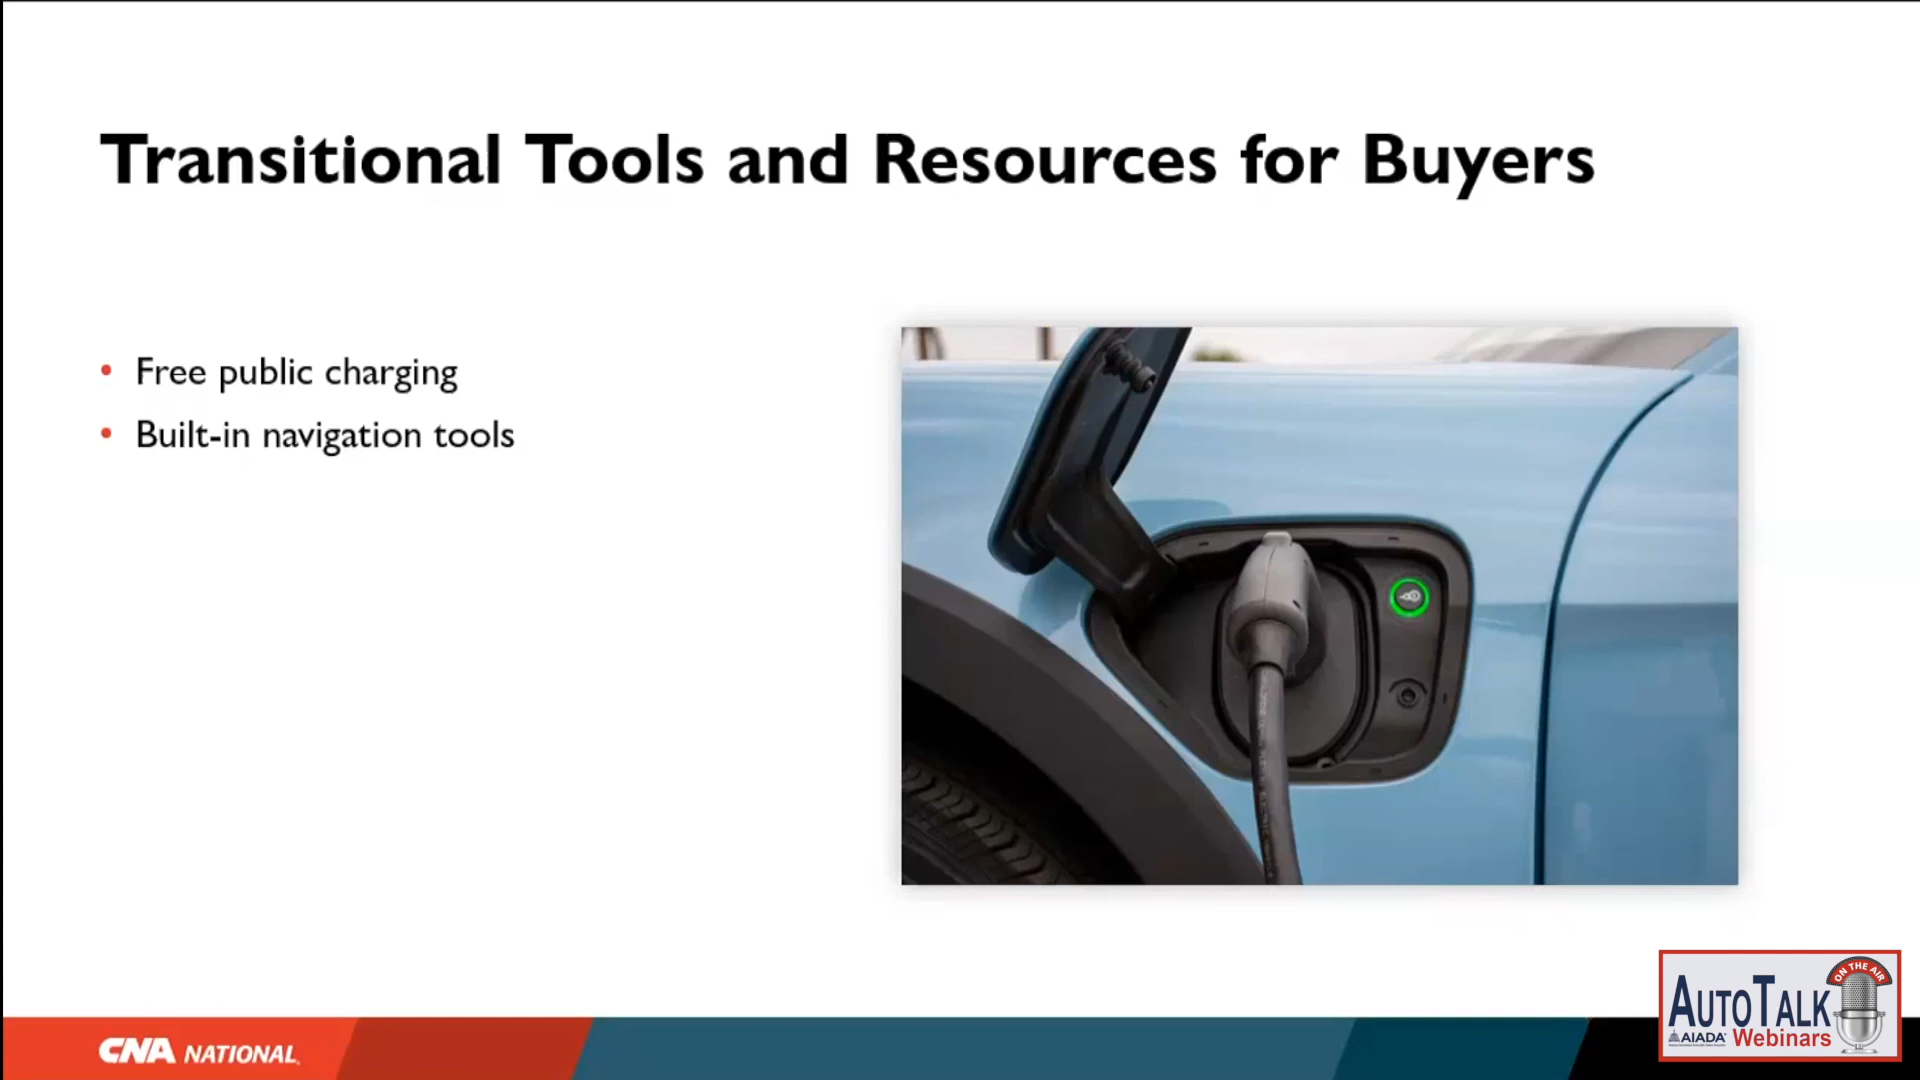 Transitional Tools and Resources for Buyers
• Free public charging
• Built-in navigation tools
CNA NATIONAL
ON THE AIR
AUTOTALK
AIADA Webinars